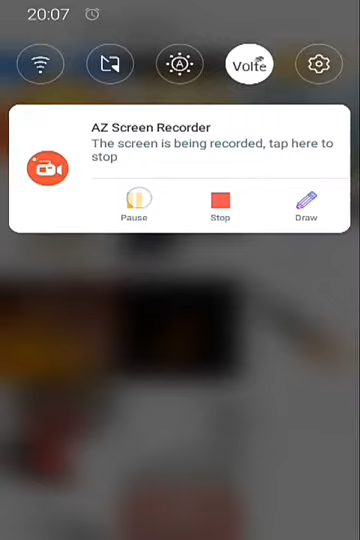 20:07
A
Volte
AZ Screen Recorder
The screen is being recorded, tap here to
stop
Pause
Stop
Draw